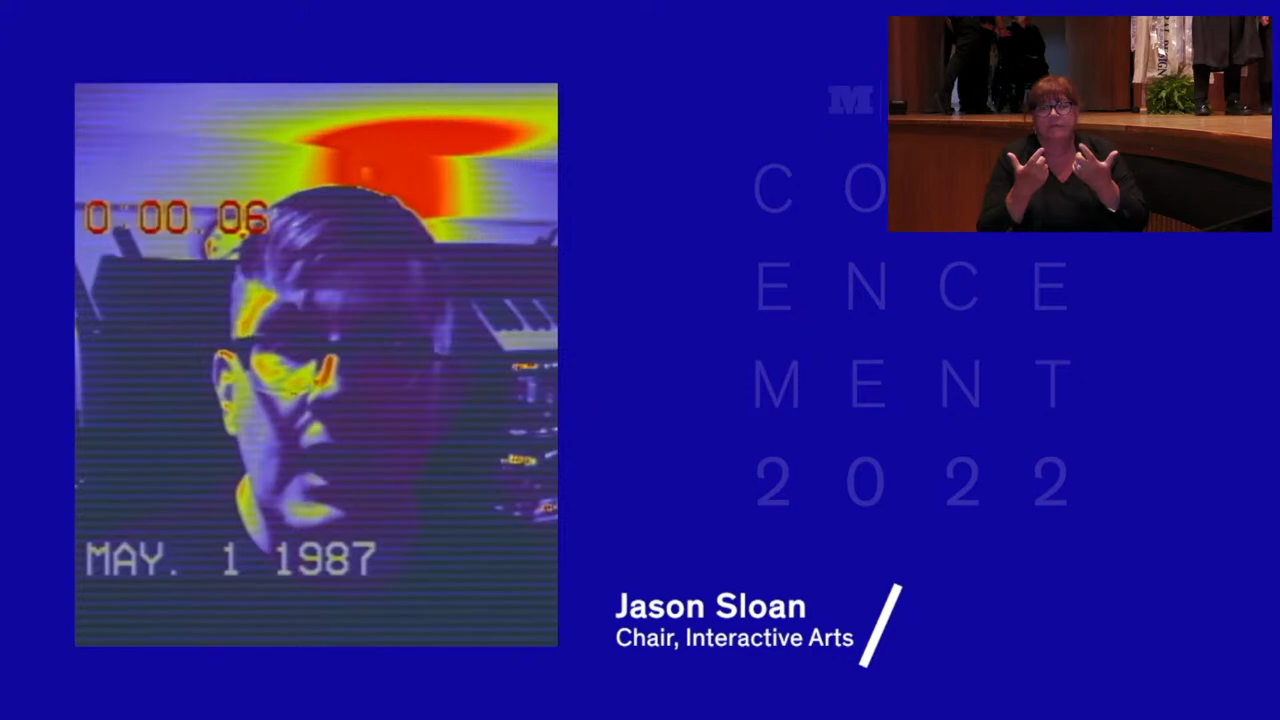 0:00.06
MAY. 1 1987
M
C O
E N C E
M E N T
2 0 2 2
Jason Sloan
Chair, Interactive Arts